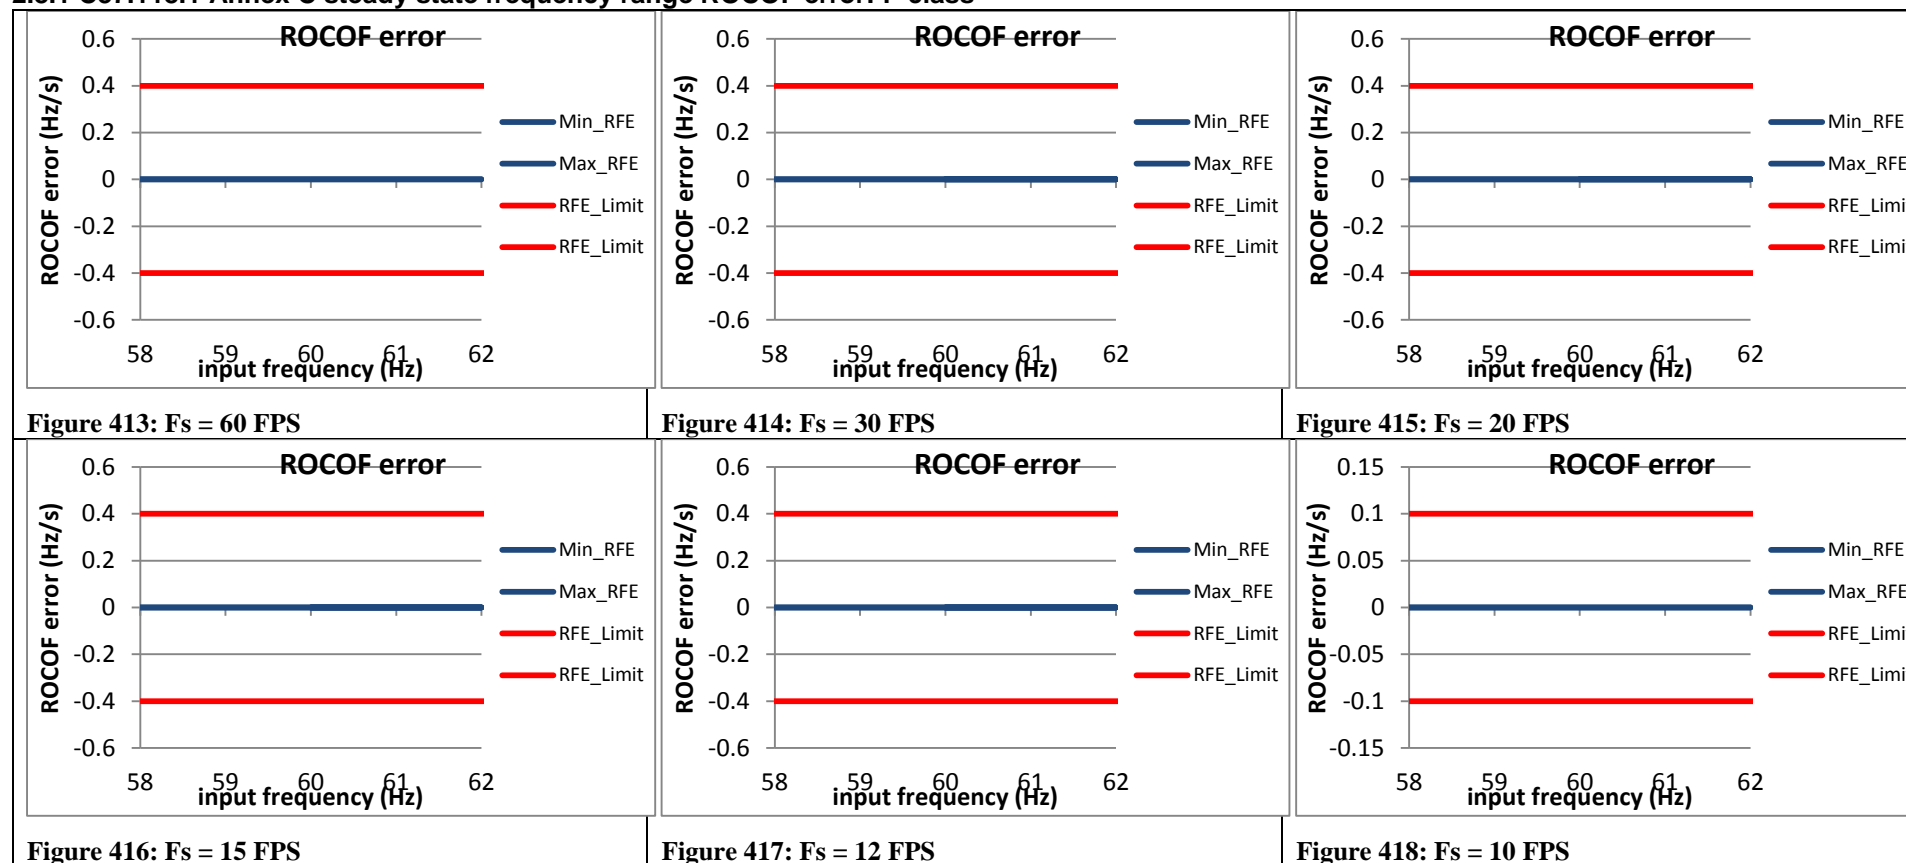 ROCOF error
0.6
0.4
0.2
0
-0.2
-0.4
-0.6
ROCOF error (Hz/s)
58 59 60 61 62
input frequency (Hz)
Min_RFE
Max_RFE
RFE_Limit
RFE_Limit
Figure 413: Fs = 60 FPS
ROCOF error
0.6
0.4
0.2
0
-0.2
-0.4
-0.6
ROCOF error (Hz/s)
58 59 60 61 62
input frequency (Hz)
Min_RFE
Max_RFE
RFE_Limit
RFE_Limit
Figure 414: Fs = 30 FPS
ROCOF error
0.6
0.4
0.2
0
-0.2
-0.4
-0.6
ROCOF error (Hz/s)
58 59 60 61 62
input frequency (Hz)
Min_RFE
Max_RFE
RFE_Limi
RFE_Limi
Figure 415: Fs = 20 FPS
ROCOF error
0.6
0.4
0.2
0
-0.2
-0.4
-0.6
ROCOF error (Hz/s)
58 59 60 61 62
input frequency (Hz)
Min_RFE
Max_RFE
RFE_Limit
RFE_Limit
Figure 416: Fs = 15 FPS
ROCOF error
0.6
0.4
0.2
0
-0.2
-0.4
-0.6
ROCOF error (Hz/s)
58 59 60 61 62
input frequency (Hz)
Min_RFE
Max_RFE
RFE_Limit
RFE_Limit
Figure 417: Fs = 12 FPS
ROCOF error
0.15
0.1
0.05
0
-0.05
-0.1
-0.15
ROCOF error (Hz/s)
58 59 60 61 62
input frequency (Hz)
Min_RFE
Max_RFE
RFE_Limi
RFE_Limi
Figure 418: Fs = 10 FPS